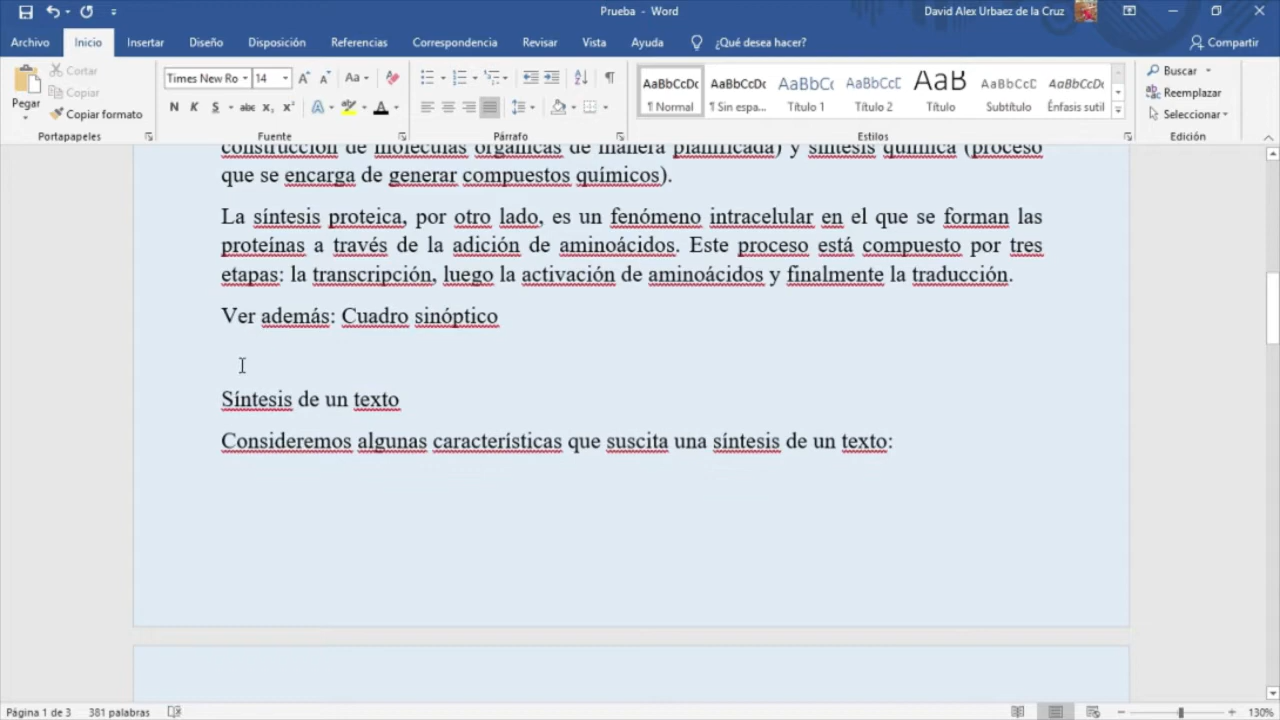 Prueba - Word
David Alex Urbaez de la Cruz
Archivo Inicio Insertar Diseño Disposición Referencias Correspondencia Revisar Vista Ayuda ¿Qué desea hacer? Compartir
Pegar
Cortar
Copiar
Copiar formato
Portapapeles
Times New Ro 14 Aa
N K S abc x₂ x² A A
Fuente
Párrafo
AaBbCcDc AaBbCcDc AaBbCc AaBbCcE AaB AaBbCcD AaBbCcDc
¶ Normal ¶ Sin espa... Título 1 Título 2 Título Subtítulo Énfasis sutil
Estilos
Buscar
Reemplazar
Seleccionar
Edición
construcción de moléculas orgánicas de manera planificada) y síntesis química (proceso
que se encarga de generar compuestos químicos).
La síntesis proteica, por otro lado, es un fenómeno intracelular en el que se forman las
proteínas a través de la adición de aminoácidos. Este proceso está compuesto por tres
etapas: la transcripción, luego la activación de aminoácidos y finalmente la traducción.
Ver además: Cuadro sinóptico
Síntesis de un texto
Consideremos algunas características que suscita una síntesis de un texto:
Página 1 de 3 381 palabras
130%